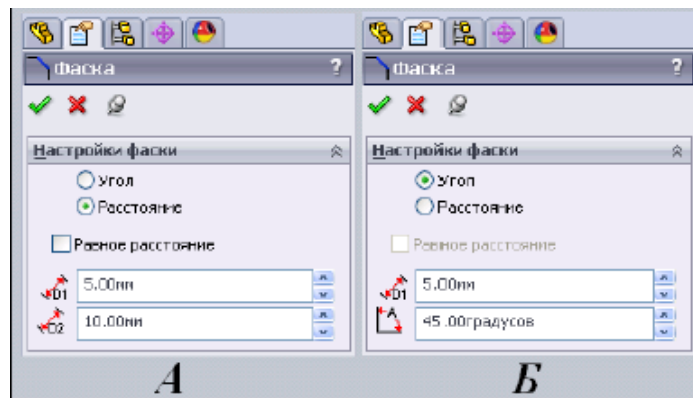 Фаска ?
Настройки фаски
Угол
Расстояние
Равное расстояние
D1 5.00мм
D2 10.00мм
А
Фаска ?
Настройки фаски
Угол
Расстояние
Равное расстояние
D1 5.00мм
A 45.00градусов
Б